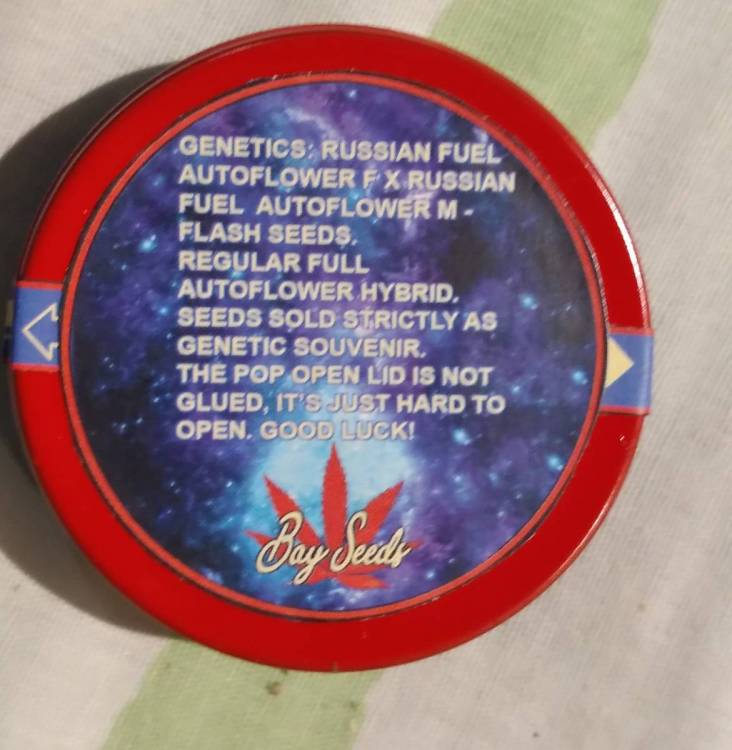 GENETICS: RUSSIAN FUEL
AUTOFLOWER F X RUSSIAN
FUEL AUTOFLOWER M -
FLASH SEEDS.
REGULAR FULL
AUTOFLOWER HYBRID.
SEEDS SOLD STRICTLY AS
GENETIC SOUVENIR.
THE POP OPEN LID IS NOT
GLUED, IT'S JUST HARD TO
OPEN. GOOD LUCK!
Bay Seeds